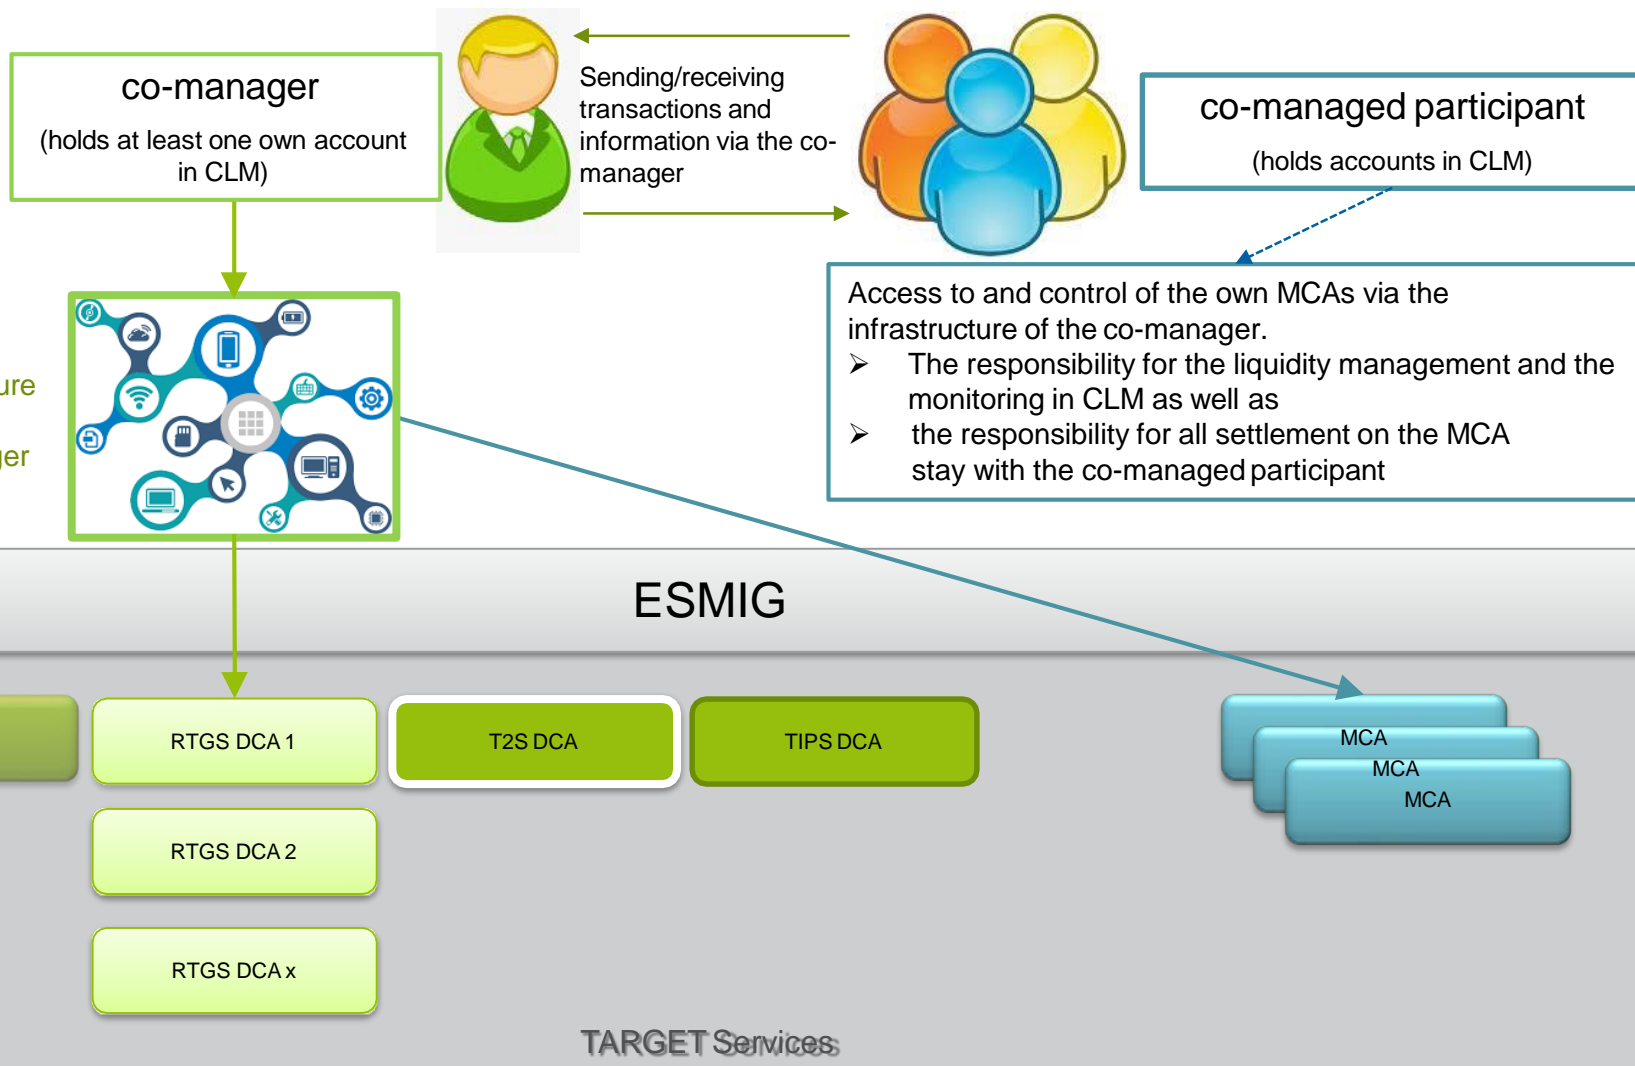 co-manager
(holds at least one own account
in CLM)
Sending/receiving
transactions and
information via the co-
manager
co-managed participant
(holds accounts in CLM)
Access to and control of the own MCAs via the
infrastructure of the co-manager.
➢ The responsibility for the liquidity management and the
monitoring in CLM as well as
➢ the responsibility for all settlement on the MCA
stay with the co-managed participant
ESMIG
RTGS DCA 1
T2S DCA
TIPS DCA
MCA
MCA
MCA
RTGS DCA 2
RTGS DCA x
TARGET Services